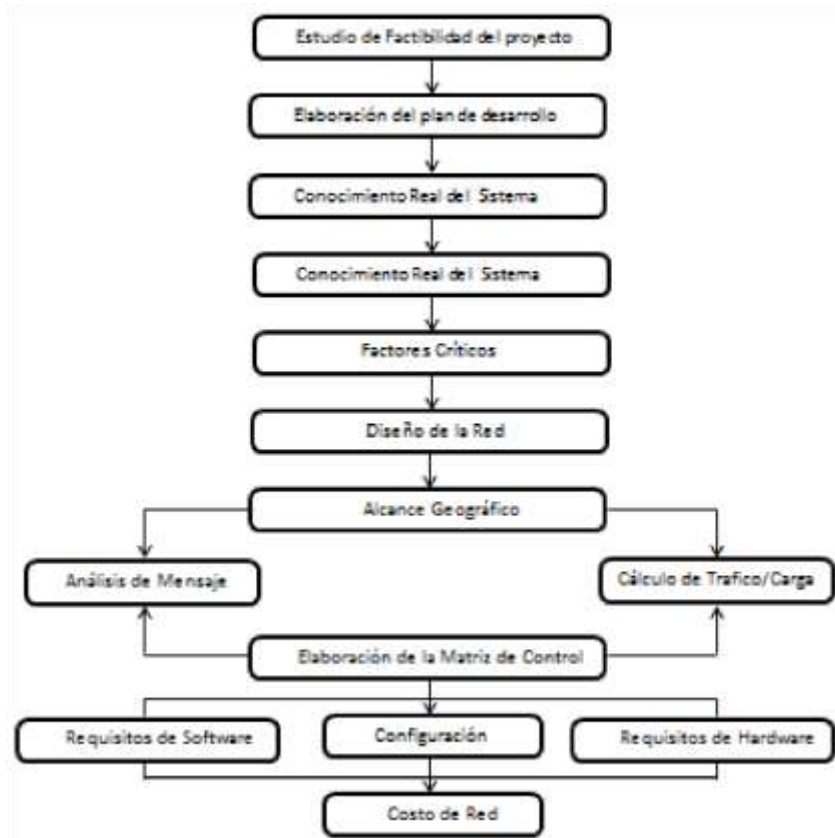 Estudio de Factibilidad del proyecto
Elaboración del plan de desarrollo
Conocimiento Real del Sistema
Conocimiento Real del Sistema
Factores Críticos
Diseño de la Red
Alcance Geográfico
Análisis de Mensaje
Cálculo de Trafico/Carga
Elaboración de la Matriz de Control
Requisitos de Software
Configuración
Requisitos de Hardware
Costo de Red